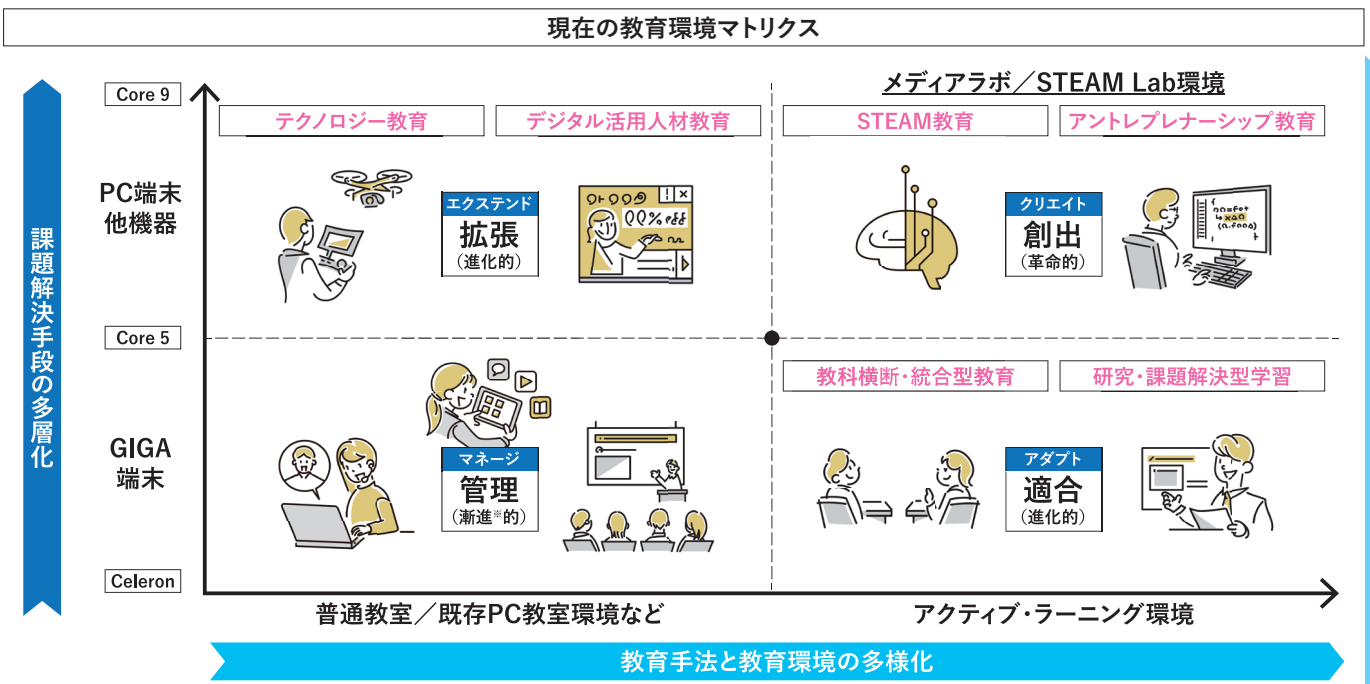 現在の教育環境マトリクス
メディアラボ／STEAM Lab環境
Core 9
テクノロジー教育
デジタル活用人材教育
STEAM教育
アントレプレナーシップ教育
PC端末
他機器
エクステンド
拡張
（進化的）
クリエイト
創出
（革命的）
課題解決手段の多層化
Core 5
教科横断・統合型教育
研究・課題解決型学習
GIGA
端末
マネージ
管理
（漸進※的）
アダプト
適合
（進化的）
Celeron
普通教室／既存PC教室環境など
アクティブ・ラーニング環境
教育手法と教育環境の多様化